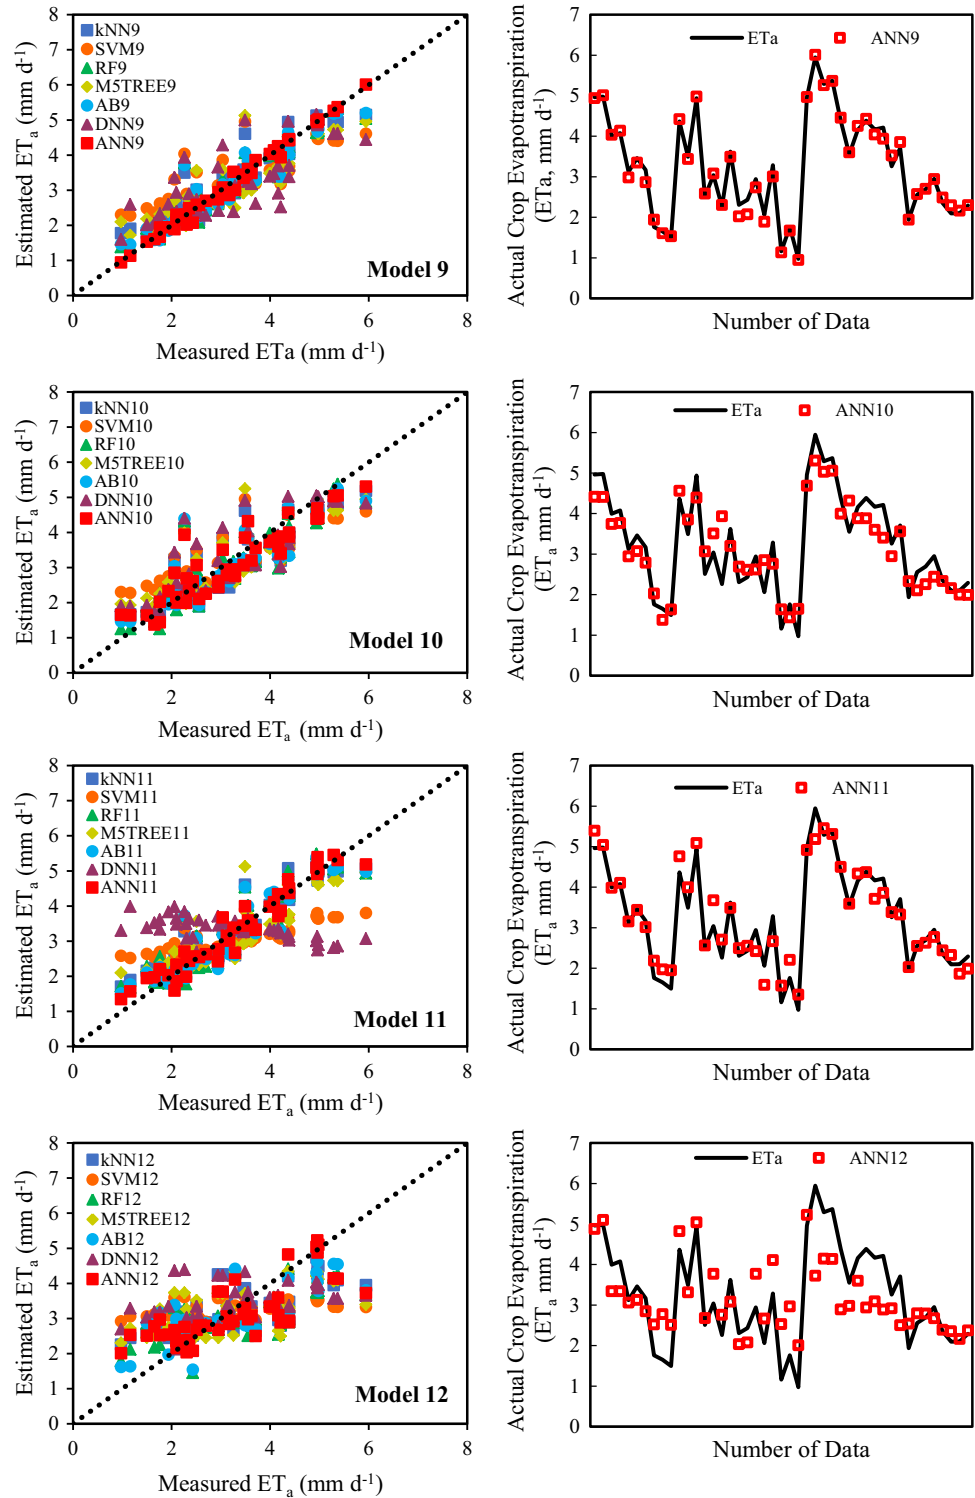 Estimated ETa (mm d-1)
8
7
6
5
4
3
2
1
0
kNN9
SVM9
RF9
M5TREE9
AB9
DNN9
ANN9
Model 9
0 2 4 6 8
Measured ETa (mm d-1)
Actual Crop Evapotranspiration
(ETa, mm d-1)
7
6
5
4
3
2
1
0
ETa ANN9
Number of Data
Estimated ETa (mm d-1)
8
7
6
5
4
3
2
1
0
kNN10
SVM10
RF10
M5TREE10
AB10
DNN10
ANN10
Model 10
0 2 4 6 8
Measured ETa (mm d-1)
Actual Crop Evapotranspiration
(ETa mm d-1)
7
6
5
4
3
2
1
0
ETa ANN10
Number of Data
Estimated ETa (mm d-1)
8
7
6
5
4
3
2
1
0
kNN11
SVM11
RF11
M5TREE11
AB11
DNN11
ANN11
Model 11
0 2 4 6 8
Measured ETa (mm d-1)
Actual Crop Evapotranspiration
(ETa mm d-1)
7
6
5
4
3
2
1
0
ETa ANN11
Number of Data
Estimated ETa (mm d-1)
8
7
6
5
4
3
2
1
0
kNN12
SVM12
RF12
M5TREE12
AB12
DNN12
ANN12
Model 12
0 2 4 6 8
Measured ETa (mm d-1)
Actual Crop Evapotranspiration
(ETa mm d-1)
7
6
5
4
3
2
1
0
ETa ANN12
Number of Data